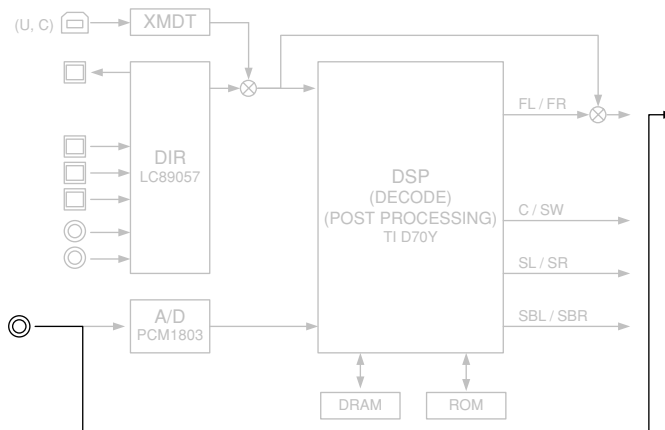 (U, C)
XMDT
DIR
LC89057
DSP
(DECODE)
(POST PROCESSING)
TI D70Y
FL / FR
C / SW
SL / SR
SBL / SBR
A/D
PCM1803
DRAM
ROM